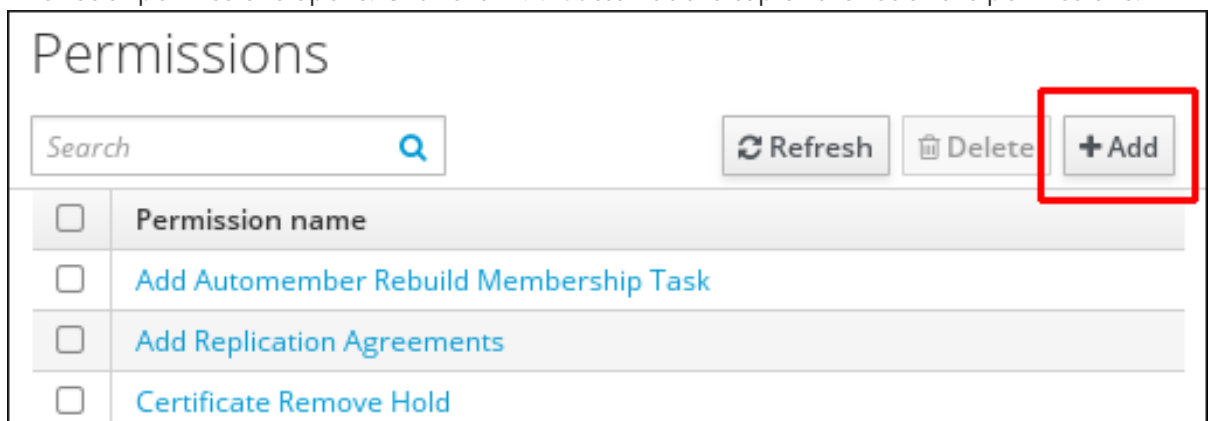 Permissions
Search Refresh Delete + Add
Permission name
Add Automember Rebuild Membership Task
Add Replication Agreements
Certificate Remove Hold